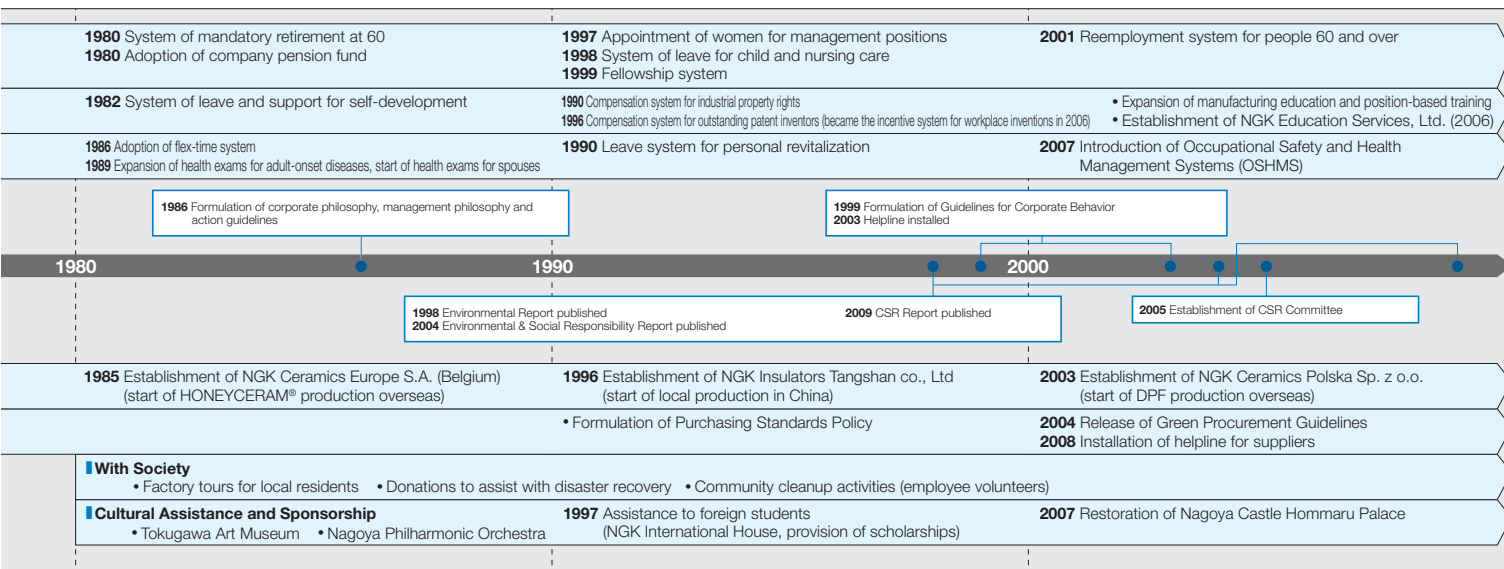 1980 System of mandatory retirement at 60
1980 Adoption of company pension fund
1997 Appointment of women for management positions
1998 System of leave for child and nursing care
1999 Fellowship system
2001 Reemployment system for people 60 and over
1982 System of leave and support for self-development
1990 Compensation system for industrial property rights
1996 Compensation system for outstanding patent inventors (became the incentive system for workplace inventions in 2006)
• Expansion of manufacturing education and position-based training
• Establishment of NGK Education Services, Ltd. (2006)
1986 Adoption of flex-time system
1989 Expansion of health exams for adult-onset diseases, start of health exams for spouses
1990 Leave system for personal revitalization
2007 Introduction of Occupational Safety and Health
Management Systems (OSHMS)
1986 Formulation of corporate philosophy, management philosophy and
action guidelines
1999 Formulation of Guidelines for Corporate Behavior
2003 Helpline installed
1980
1990
2000
1998 Environmental Report published
2004 Environmental & Social Responsibility Report published
2009 CSR Report published
2005 Establishment of CSR Committee
1985 Establishment of NGK Ceramics Europe S.A. (Belgium)
(start of HONEYCERAM® production overseas)
1996 Establishment of NGK Insulators Tangshan co., Ltd
(start of local production in China)
2003 Establishment of NGK Ceramics Polska Sp. z o.o.
(start of DPF production overseas)
• Formulation of Purchasing Standards Policy
2004 Release of Green Procurement Guidelines
2008 Installation of helpline for suppliers
With Society
• Factory tours for local residents • Donations to assist with disaster recovery • Community cleanup activities (employee volunteers)
Cultural Assistance and Sponsorship
• Tokugawa Art Museum • Nagoya Philharmonic Orchestra
1997 Assistance to foreign students
(NGK International House, provision of scholarships)
2007 Restoration of Nagoya Castle Hommaru Palace